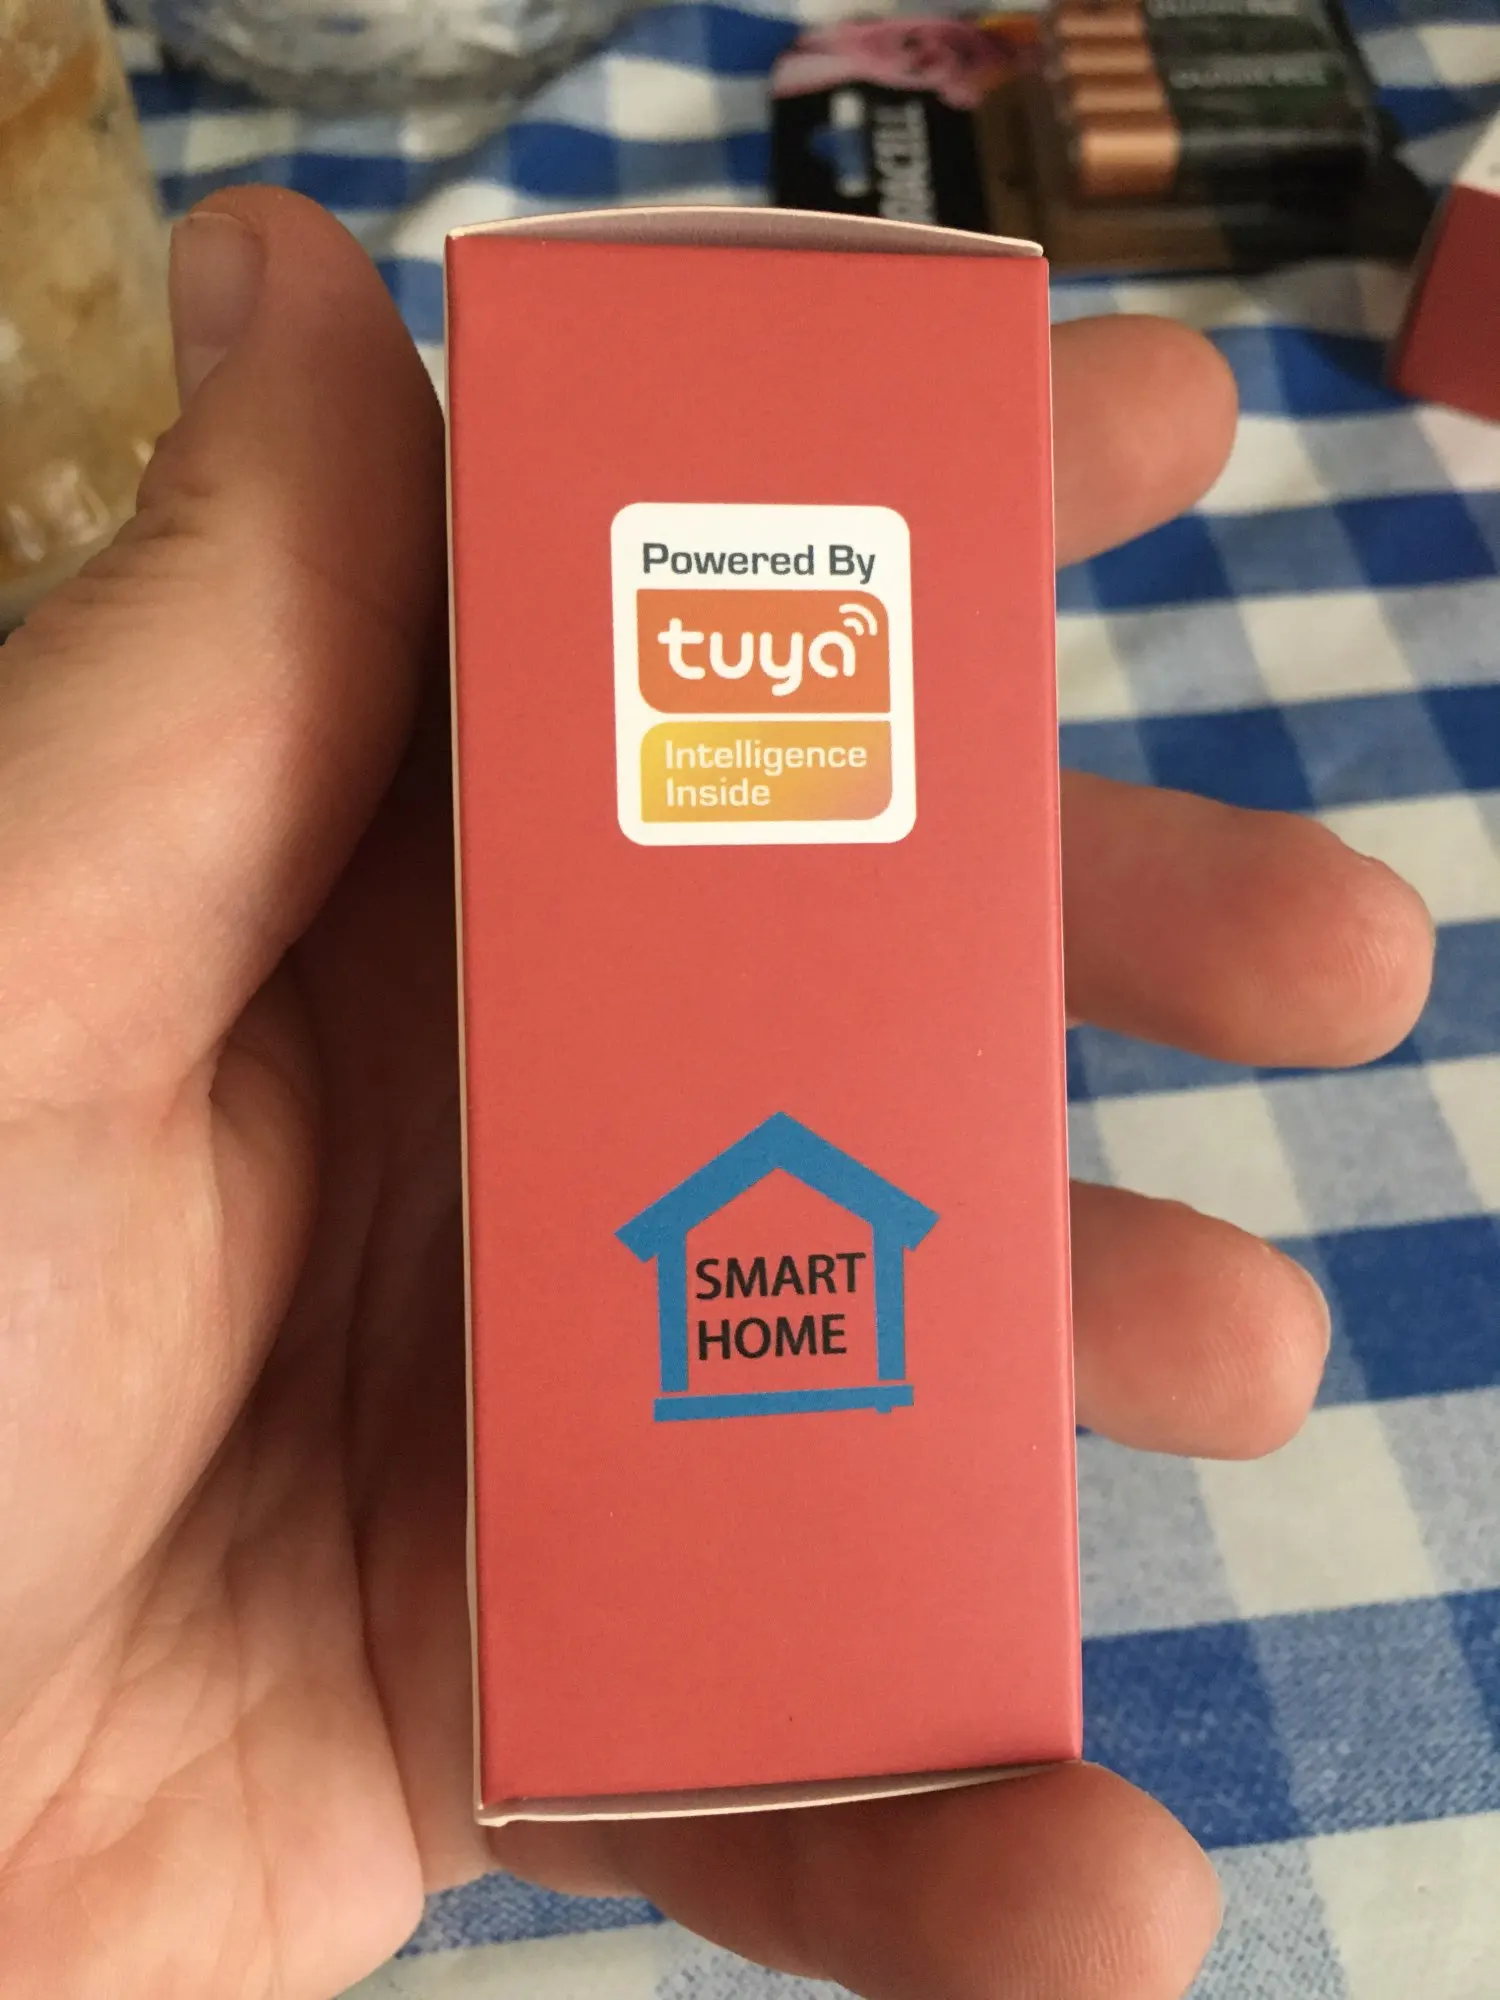 Powered By
tuya
Intelligence
Inside
SMART
HOME